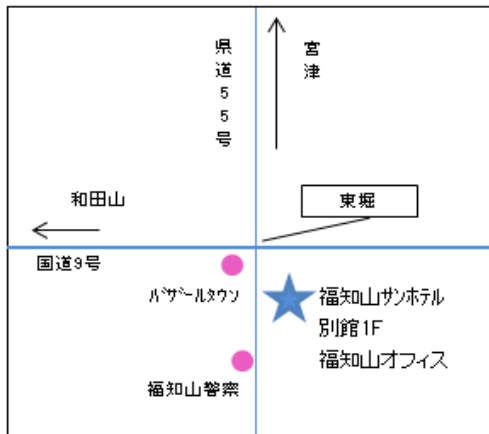 県道55号
宮津
和田山
東堀
国道9号
ﾊﾞｻﾞｰﾙﾀｳﾝ
福知山サンホテル
別館1F
福知山オフィス
福知山警察